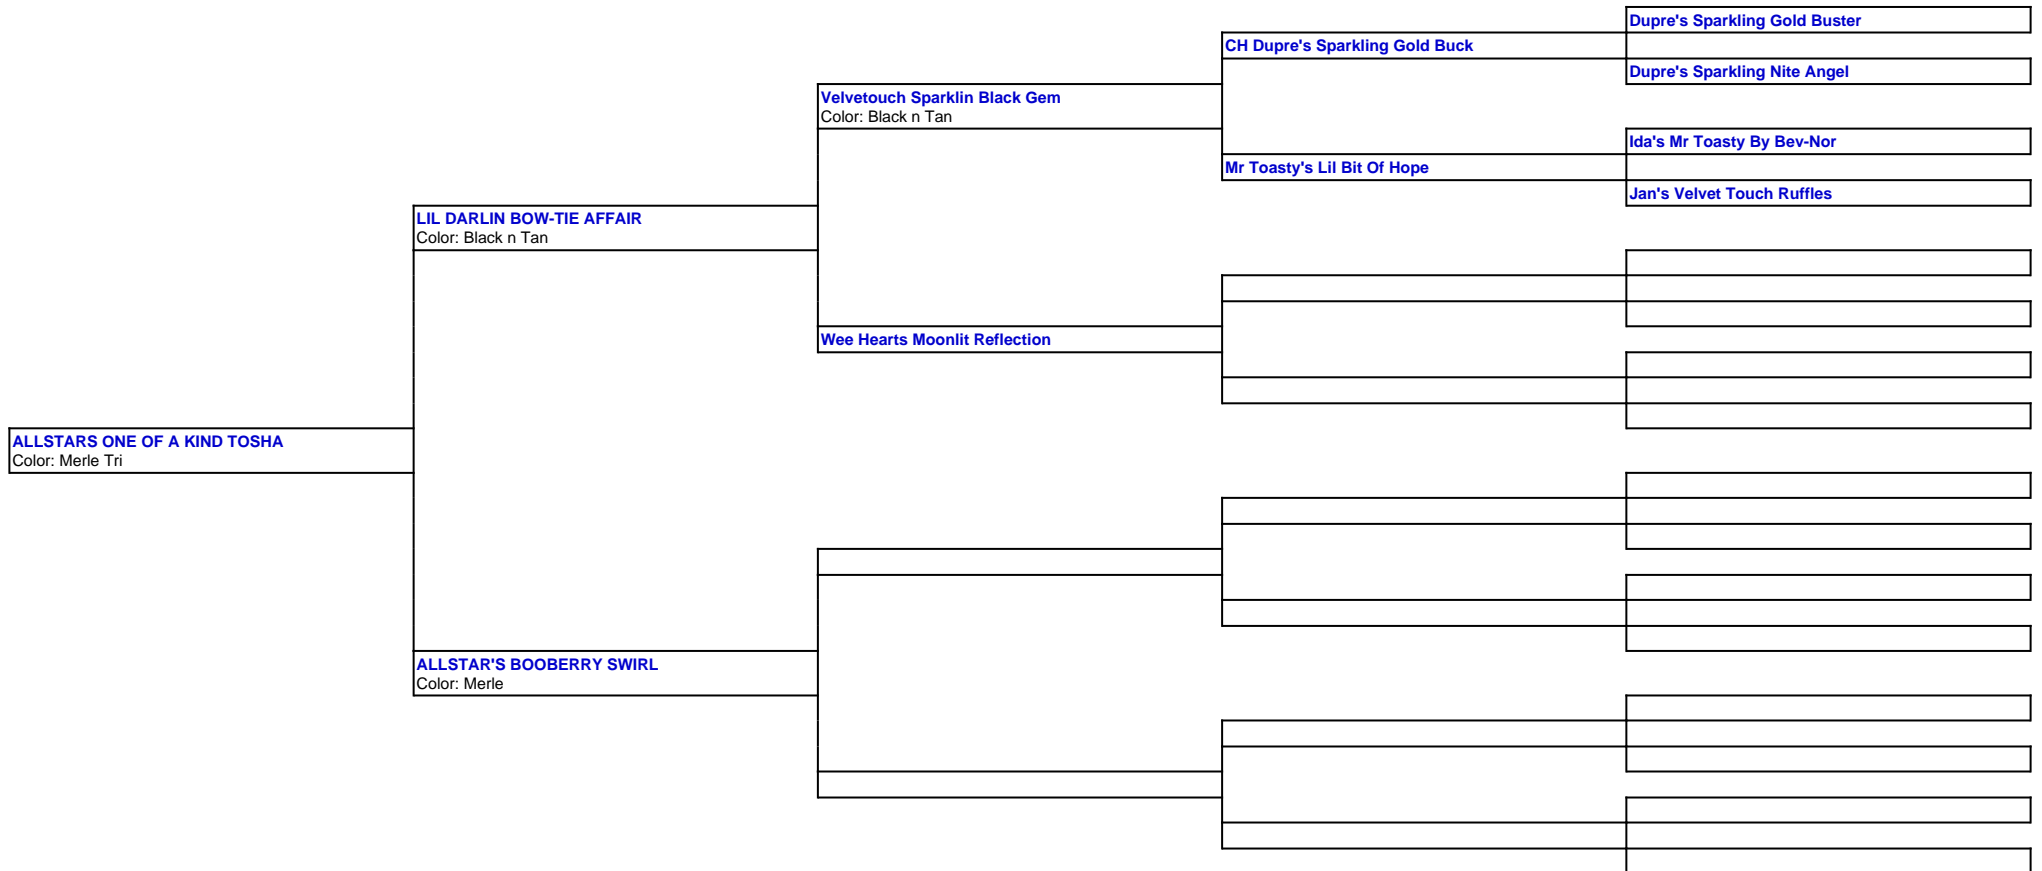 Dupre's Sparkling Gold Buster
CH Dupre's Sparkling Gold Buck
Dupre's Sparkling Nite Angel
Velvetouch Sparklin Black Gem
Color: Black n Tan
Ida's Mr Toasty By Bev-Nor
Mr Toasty's Lil Bit Of Hope
Jan's Velvet Touch Ruffles
LIL DARLIN BOW-TIE AFFAIR
Color: Black n Tan
Wee Hearts Moonlit Reflection
ALLSTARS ONE OF A KIND TOSHA
Color: Merle Tri
ALLSTAR'S BOOBERRY SWIRL
Color: Merle